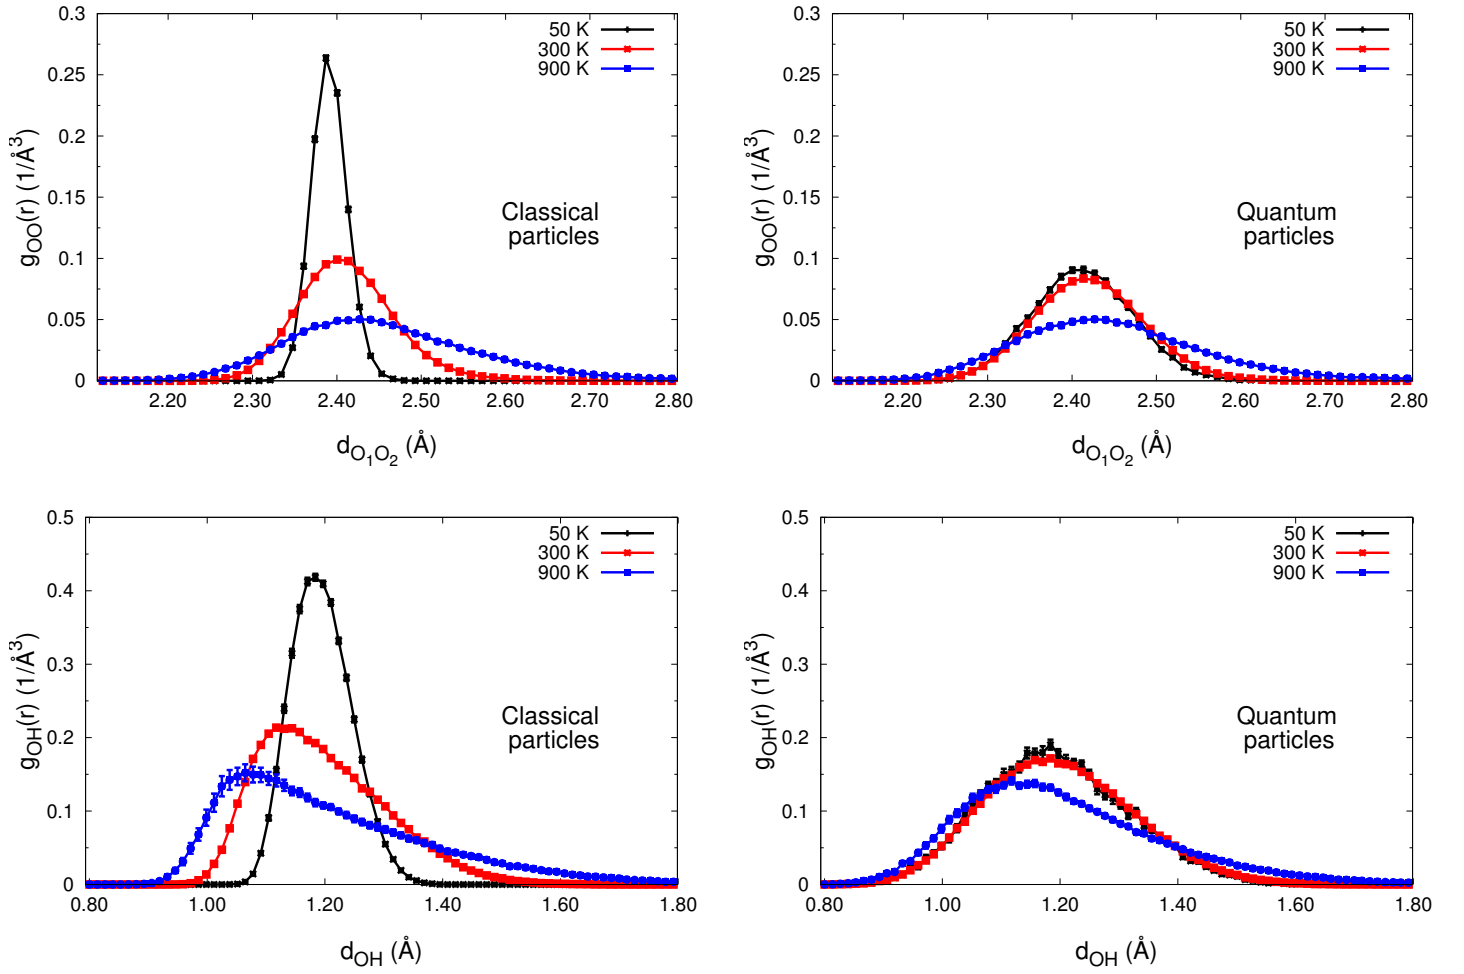 0.3
0.25
0.2
0.15
0.1
0.05
0
g_OO(r) (1/Å^3)
50 K
300 K
900 K
Classical
particles
2.20 2.30 2.40 2.50 2.60 2.70 2.80
d_O1O2 (Å)
0.3
0.25
0.2
0.15
0.1
0.05
0
g_OO(r) (1/Å^3)
50 K
300 K
900 K
Quantum
particles
2.20 2.30 2.40 2.50 2.60 2.70 2.80
d_O1O2 (Å)
0.5
0.4
0.3
0.2
0.1
0
g_OH(r) (1/Å^3)
50 K
300 K
900 K
Classical
particles
0.80 1.00 1.20 1.40 1.60 1.80
d_OH (Å)
0.5
0.4
0.3
0.2
0.1
0
g_OH(r) (1/Å^3)
50 K
300 K
900 K
Quantum
particles
0.80 1.00 1.20 1.40 1.60 1.80
d_OH (Å)